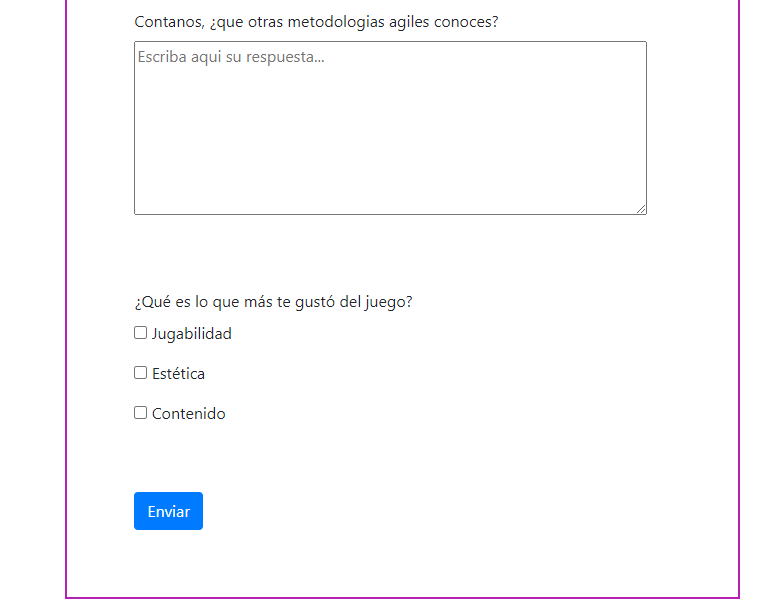 Contanos, ¿que otras metodologias agiles conoces?
Escriba aqui su respuesta...
¿Qué es lo que más te gustó del juego?
Jugabilidad
Estética
Contenido
Enviar